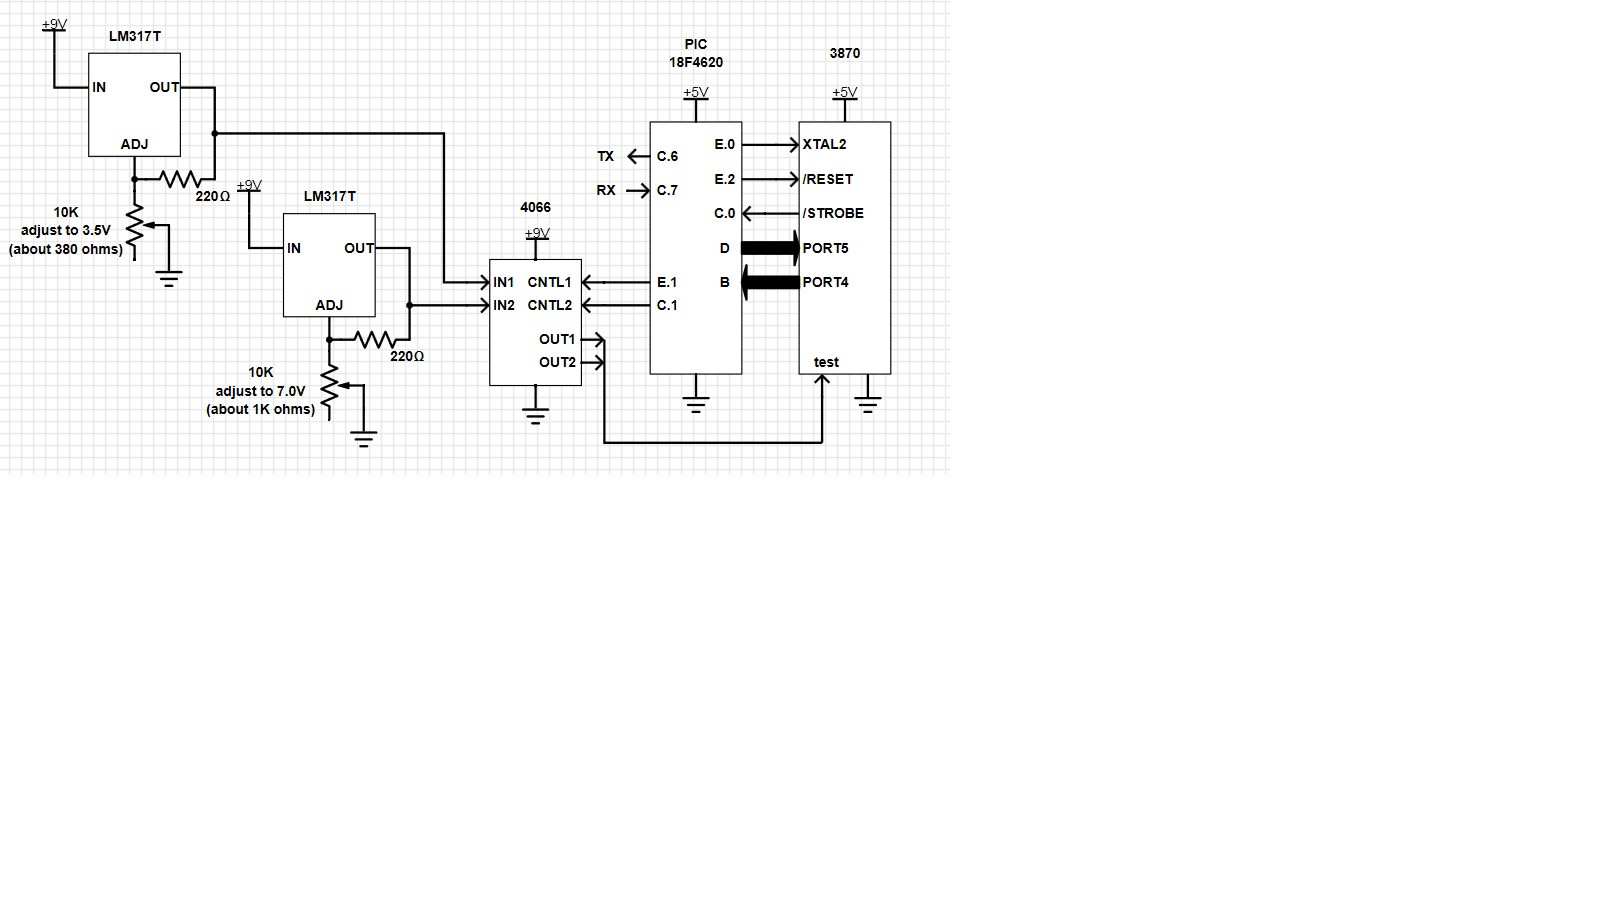 +9V
LM317T
IN
OUT
ADJ
220Ω
10K
adjust to 3.5V
(about 380 ohms)
+9V
LM317T
IN
OUT
ADJ
220Ω
10K
adjust to 7.0V
(about 1K ohms)
4066
+9V
IN1 CNTL1
IN2 CNTL2
OUT1
OUT2
PIC
18F4620
+5V
TX
C.6
RX
C.7
E.1
C.1
E.0
E.2
C.0
D
B
3870
+5V
XTAL2
/RESET
/STROBE
PORT5
PORT4
test